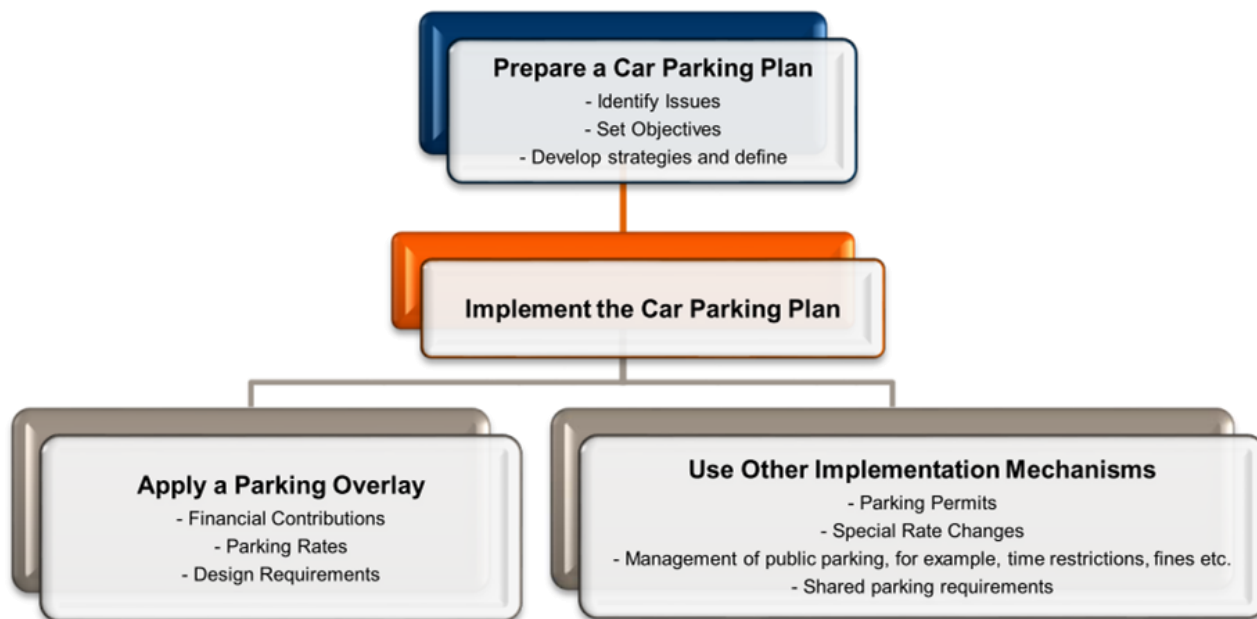 Prepare a Car Parking Plan
- Identify Issues
- Set Objectives
- Develop strategies and define
Implement the Car Parking Plan
Apply a Parking Overlay
- Financial Contributions
- Parking Rates
- Design Requirements
Use Other Implementation Mechanisms
- Parking Permits
- Special Rate Changes
- Management of public parking, for example, time restrictions, fines etc.
- Shared parking requirements